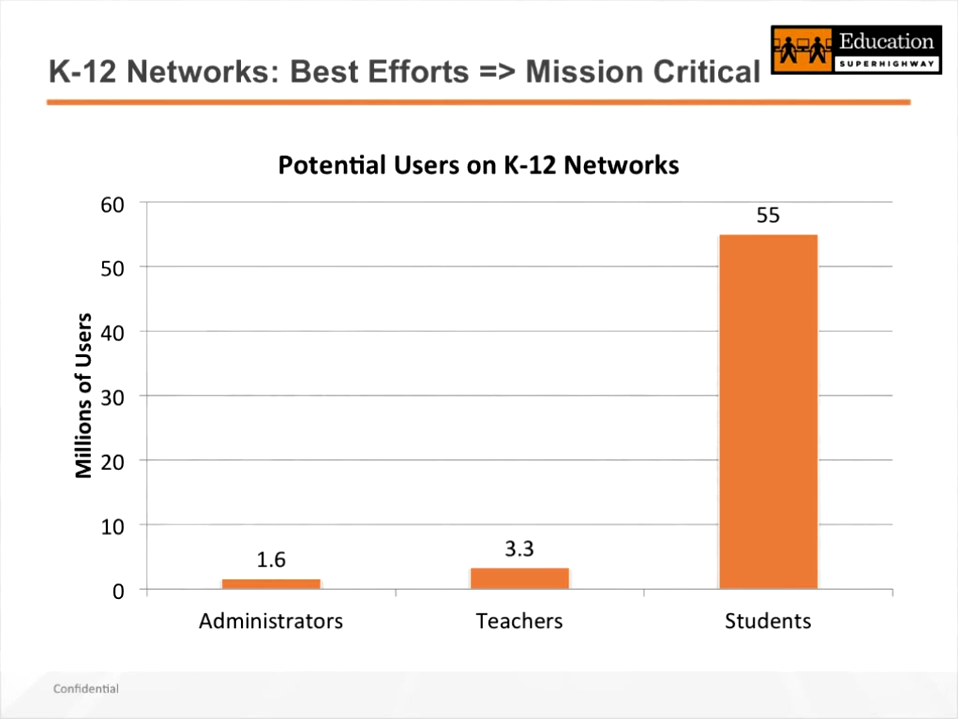 K-12 Networks: Best Efforts => Mission Critical
Education
SUPERHIGHWAY
Potential Users on K-12 Networks
Millions of Users
60
50
40
30
20
10
0
1.6
3.3
55
Administrators
Teachers
Students
Confidential